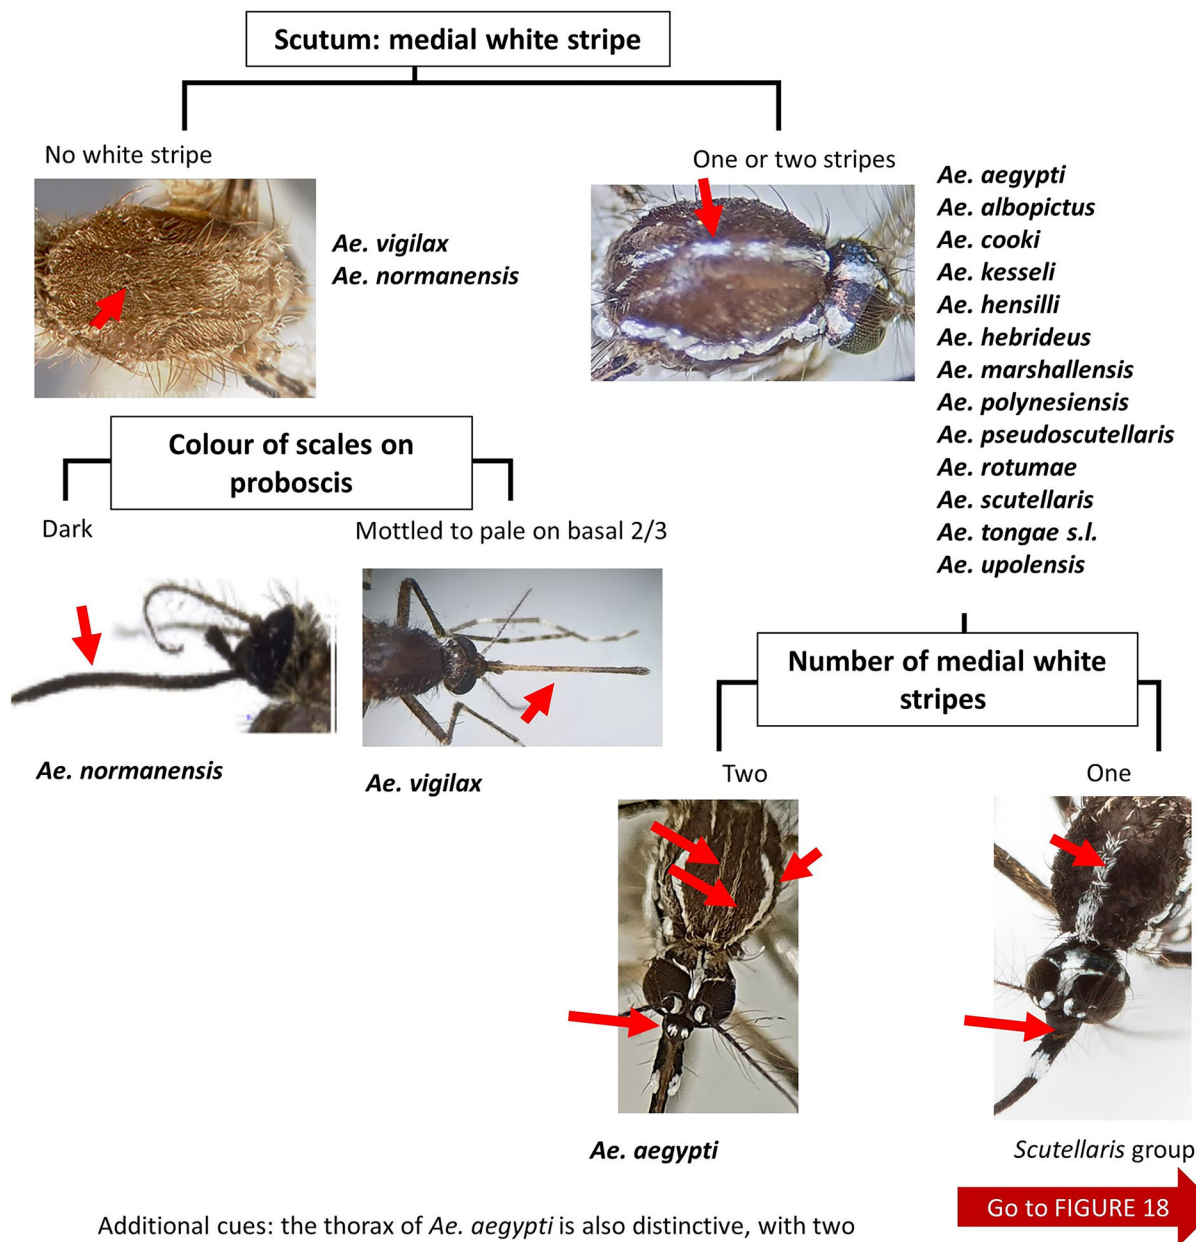 Scutum: medial white stripe
No white stripe
One or two stripes
Ae. vigilax
Ae. normanensis
Ae. aegypti
Ae. albopictus
Ae. cooki
Ae. kesseli
Ae. hensilli
Ae. hebrideus
Ae. marshallensis
Ae. polynesiensis
Ae. pseudoscutellaris
Ae. rotumae
Ae. scutellaris
Ae. tongae s.l.
Ae. upolensis
Colour of scales on
proboscis
Dark
Mottled to pale on basal 2/3
Ae. normanensis
Ae. vigilax
Number of medial white
stripes
Two
One
Ae. aegypti
Scutellaris group
Go to FIGURE 18
Additional cues: the thorax of Ae. aegypti is also distinctive, with two